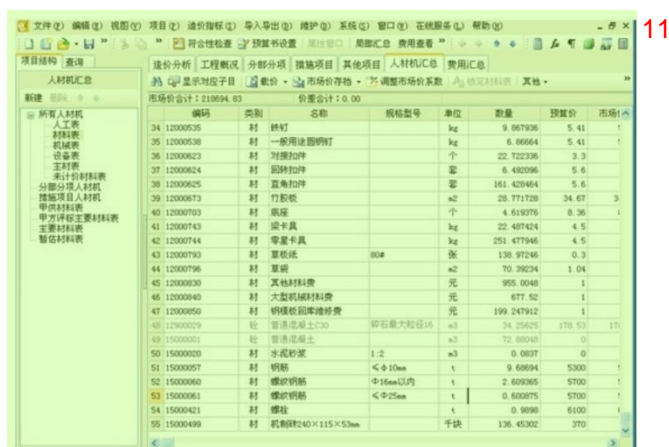 文件(F) 编辑(E) 视图(V) 项目(P) 造价指标(T) 导入导出(D) 维护(D) 系统(S) 窗口(W) 在线服务(L) 帮助(H)
11
符合性检查 预算书设置 属性窗口 局部汇总 费用查看
项目结构 查询
造价分析 工程概况 分部分项 措施项目 其他项目 人材机汇总 费用汇总
人材机汇总
显示对应子目 载价 市场价存档 调整市场价系数 收见材料表 其他
新建 删除
市场价合计:218694.83 价差合计:0.00
所有人材机
人工表
材料表
机械表
设备表
主材表
未计价材料表
分部分项人材机
措施项目人材机
甲供材料表
甲方评标主要材料表
主要材料表
暂估材料表
编码 类别 名称 规格型号 单位 数量 预算价
34 12000535 材 铁钉 kg 9.867936 5.41
35 12000538 材 一般用途圆钢钉 kg 6.86664 5.41
36 12000623 材 对接扣件 个 22.722336 3.3
37 12000624 材 回转扣件 套 6.492096 5.6
38 12000625 材 直角扣件 套 161.428464 5.6
39 12000673 材 竹胶板 m2 28.771728 34.67
40 12000703 材 底座 个 4.619376 8.36
41 12000743 材 梁卡具 kg 22.487424 4.5
42 12000744 材 零星卡具 kg 251.477946 4.5
43 12000793 材 草板纸 80# 张 138.97246 0.3
44 12000796 材 草袋 m2 70.39234 1.04
45 12000830 材 其他材料费 元 955.0048 1
46 12000840 材 大型机械材料费 元 677.52 1
47 12000850 材 钢模板回库维修费 元 199.247912 1
48 12900029 砼 普通混凝土C30 碎石最大粒径16 m3 34.25625 178.53
49 15000001 砼 普通混凝土 m3 72.88048 0
50 15000020 材 水泥砂浆 1:2 m3 0.0837 0
51 15000057 材 钢筋 ≤Φ10mm t 9.68694 5300
52 15000060 材 螺纹钢筋 Φ16mm以内 t 2.609365 5700
53 15000061 材 螺纹钢筋 ≤Φ25mm t 0.600875 5700
54 15000421 材 螺栓 t 0.9898 6100
55 15000499 材 机制砖240×115×53mm 千块 136.45302 370